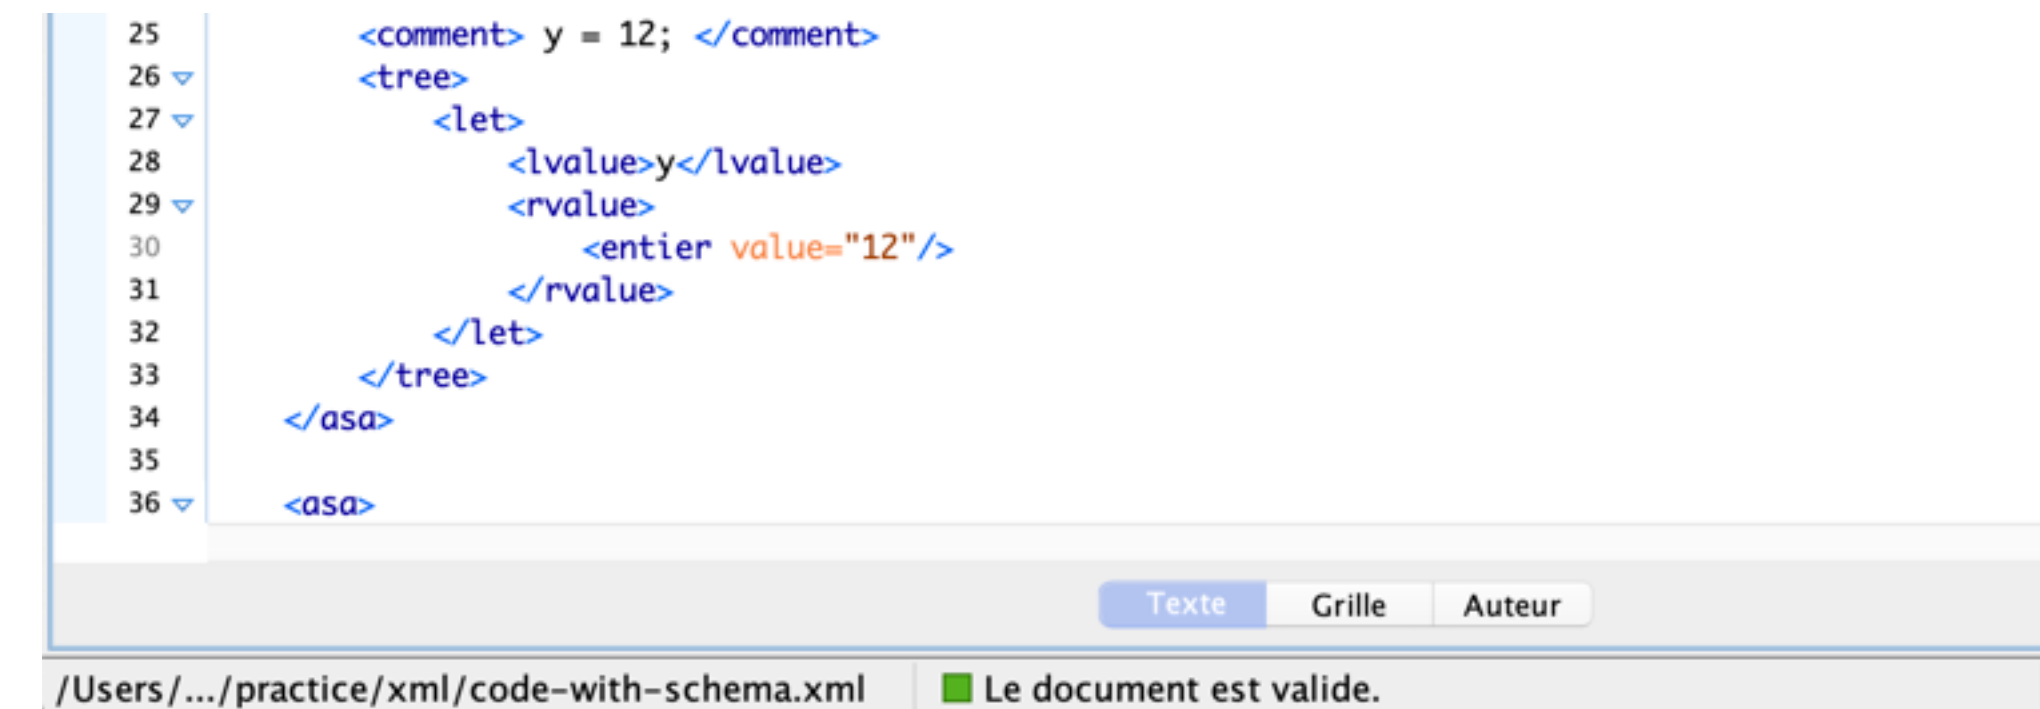 25 <comment> y = 12; </comment>
26 <tree>
27 <let>
28 <lvalue>y</lvalue>
29 <rvalue>
30 <entier value="12"/>
31 </rvalue>
32 </let>
33 </tree>
34 </asa>
35
36 <asa>
Texte Grille Auteur
/Users/.../practice/xml/code-with-schema.xml Le document est valide.